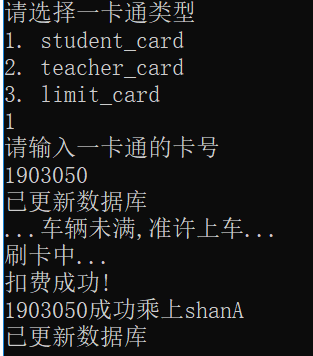 请选择一卡通类型
1. student_card
2. teacher_card
3. limit_card
1
请输入一卡通的卡号
1903050
已更新数据库
...车辆未满,准许上车...
刷卡中...
扣费成功!
1903050成功乘上shanA
已更新数据库